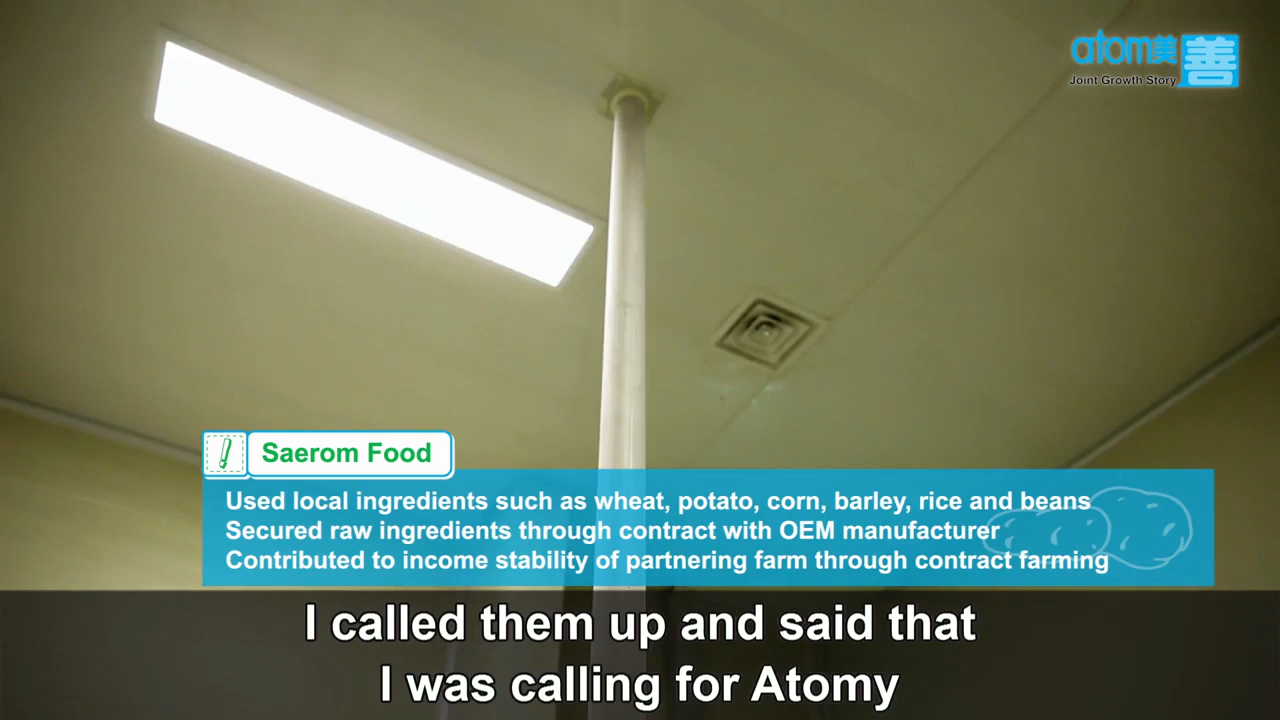 atom美 善
Joint Growth Story
Saerom Food
Used local ingredients such as wheat, potato, corn, barley, rice and beans
Secured raw ingredients through contract with OEM manufacturer
Contributed to income stability of partnering farm through contract farming
I called them up and said that
I was calling for Atomy